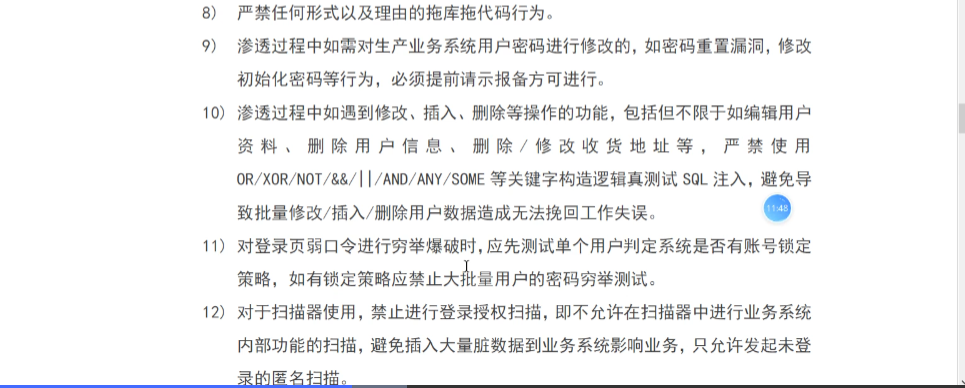 8) 严禁任何形式以及理由的拖库拖代码行为。
9) 渗透过程中如需对生产业务系统用户密码进行修改的，如密码重置漏洞，修改
初始化密码等行为，必须提前请示报备方可进行。
10) 渗透过程中如遇到修改、插入、删除等操作的功能，包括但不限于如编辑用户
资料、删除用户信息、删除/修改收货地址等，严禁使用
OR/XOR/NOT/&&/||/AND/ANY/SOME 等关键字构造逻辑真测试 SQL 注入，避免导
致批量修改/插入/删除用户数据造成无法挽回工作失误。
11:48
11) 对登录页弱口令进行穷举爆破时，应先测试单个用户判定系统是否有账号锁定
策略，如有锁定策略应禁止大批量用户的密码穷举测试。
12) 对于扫描器使用，禁止进行登录授权扫描，即不允许在扫描器中进行业务系统
内部功能的扫描，避免插入大量脏数据到业务系统影响业务，只允许发起未登
录的匿名扫描。